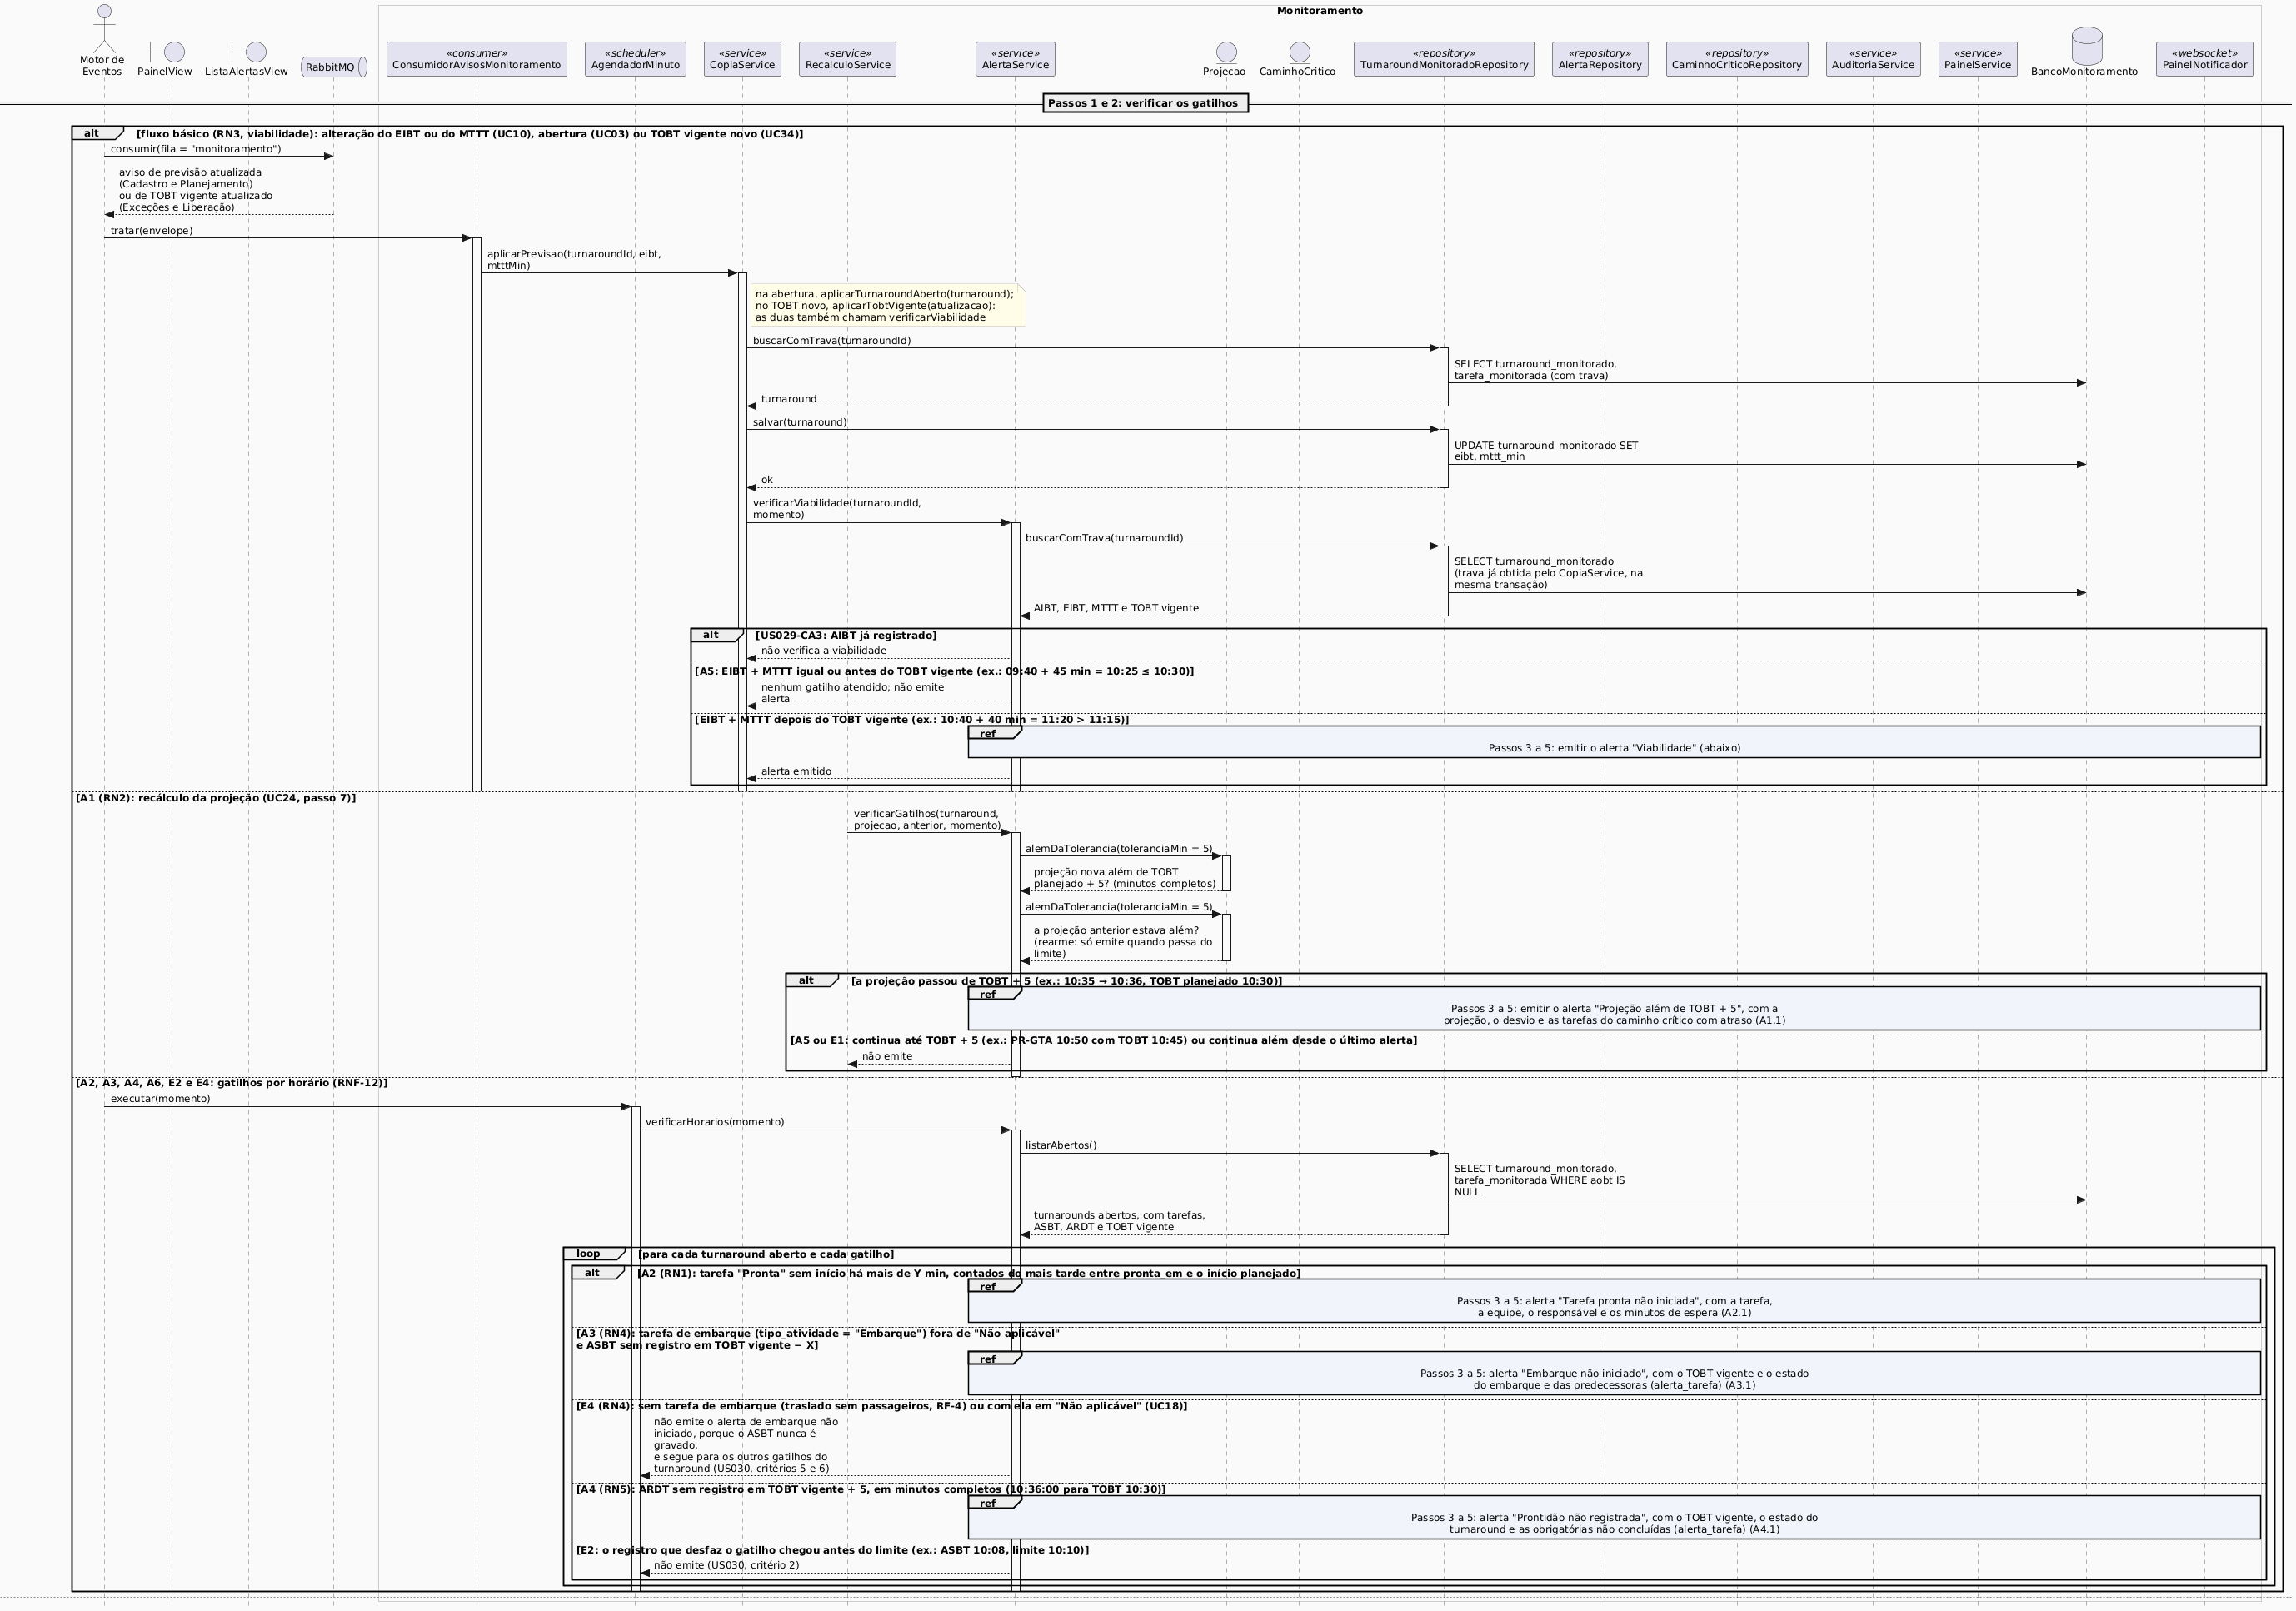 Monitoramento
Motor de
Eventos
PainelView
ListaAlertasView
RabbitMQ
«consumer»
ConsumidorAvisosMonitoramento
«scheduler»
AgendadorMinuto
«service»
CopiaService
«service»
RecalculoService
«service»
AlertaService
Projecao
CaminhoCritico
«repository»
TurnaroundMonitoradoRepository
«repository»
AlertaRepository
«repository»
CaminhoCriticoRepository
«service»
AuditoriaService
«service»
PainelService
BancoMonitoramento
«websocket»
PainelNotificador
Passos 1 e 2: verificar os gatilhos
alt [fluxo básico (RN3, viabilidade): alteração do EIBT ou do MTTT (UC10), abertura (UC03) ou TOBT vigente novo (UC34)]
consumir(fila = "monitoramento")
aviso de previsão atualizada
(Cadastro e Planejamento)
ou de TOBT vigente atualizado
(Exceções e Liberação)
tratar(envelope)
aplicarPrevisao(turnaroundId, eibt,
mtttMin)
na abertura, aplicarTurnaroundAberto(turnaround);
no TOBT novo, aplicarTobtVigente(atualizacao):
as duas também chamam verificarViabilidade
buscarComTrava(turnaroundId)
SELECT turnaround_monitorado,
tarefa_monitorada (com trava)
turnaround
salvar(turnaround)
UPDATE turnaround_monitorado SET
eibt, mttt_min
ok
verificarViabilidade(turnaroundId,
momento)
buscarComTrava(turnaroundId)
SELECT turnaround_monitorado
(trava já obtida pelo CopiaService, na
mesma transação)
AIBT, EIBT, MTTT e TOBT vigente
alt [US029-CA3: AIBT já registrado]
não verifica a viabilidade
[A5: EIBT + MTTT igual ou antes do TOBT vigente (ex.: 09:40 + 45 min = 10:25 ≤ 10:30)]
nenhum gatilho atendido; não emite
alerta
[EIBT + MTTT depois do TOBT vigente (ex.: 10:40 + 40 min = 11:20 > 11:15)]
ref
Passos 3 a 5: emitir o alerta "Viabilidade" (abaixo)
alerta emitido
[A1 (RN2): recálculo da projeção (UC24, passo 7)]
verificarGatilhos(turnaround,
projecao, anterior, momento)
alemDaTolerancia(toleranciaMin = 5)
projeção nova além de TOBT
planejado + 5? (minutos completos)
alemDaTolerancia(toleranciaMin = 5)
a projeção anterior estava além?
(rearme: só emite quando passa do
limite)
alt [a projeção passou de TOBT + 5 (ex.: 10:35 → 10:36, TOBT planejado 10:30)]
ref
Passos 3 a 5: emitir o alerta "Projeção além de TOBT + 5", com a
projeção, o desvio e as tarefas do caminho crítico com atraso (A1.1)
[A5 ou E1: continua até TOBT + 5 (ex.: PR-GTA 10:50 com TOBT 10:45) ou continua além desde o último alerta]
não emite
[A2, A3, A4, A6, E2 e E4: gatilhos por horário (RNF-12)]
executar(momento)
verificarHorarios(momento)
listarAbertos()
SELECT turnaround_monitorado,
tarefa_monitorada WHERE aobt IS
NULL
turnarounds abertos, com tarefas,
ASBT, ARDT e TOBT vigente
loop [para cada turnaround aberto e cada gatilho]
alt [A2 (RN1): tarefa "Pronta" sem início há mais de Y min, contados do mais tarde entre pronta_em e o início planejado]
ref
Passos 3 a 5: alerta "Tarefa pronta não iniciada", com a tarefa,
a equipe, o responsável e os minutos de espera (A2.1)
[A3 (RN4): tarefa de embarque (tipo_atividade = "Embarque") fora de "Não aplicável"
e ASBT sem registro em TOBT vigente − X]
ref
Passos 3 a 5: alerta "Embarque não iniciado", com o TOBT vigente e o estado
do embarque e das predecessoras (alerta_tarefa) (A3.1)
[E4 (RN4): sem tarefa de embarque (traslado sem passageiros, RF-4) ou com ela em "Não aplicável" (UC18)]
não emite o alerta de embarque não
iniciado, porque o ASBT nunca é
gravado,
e segue para os outros gatilhos do
turnaround (US030, critérios 5 e 6)
[A4 (RN5): ARDT sem registro em TOBT vigente + 5, em minutos completos (10:36:00 para TOBT 10:30)]
ref
Passos 3 a 5: alerta "Prontidão não registrada", com o TOBT vigente, o estado do
turnaround e as obrigatórias não concluídas (alerta_tarefa) (A4.1)
[E2: o registro que desfaz o gatilho chegou antes do limite (ex.: ASBT 10:08, limite 10:10)]
não emite (US030, critério 2)